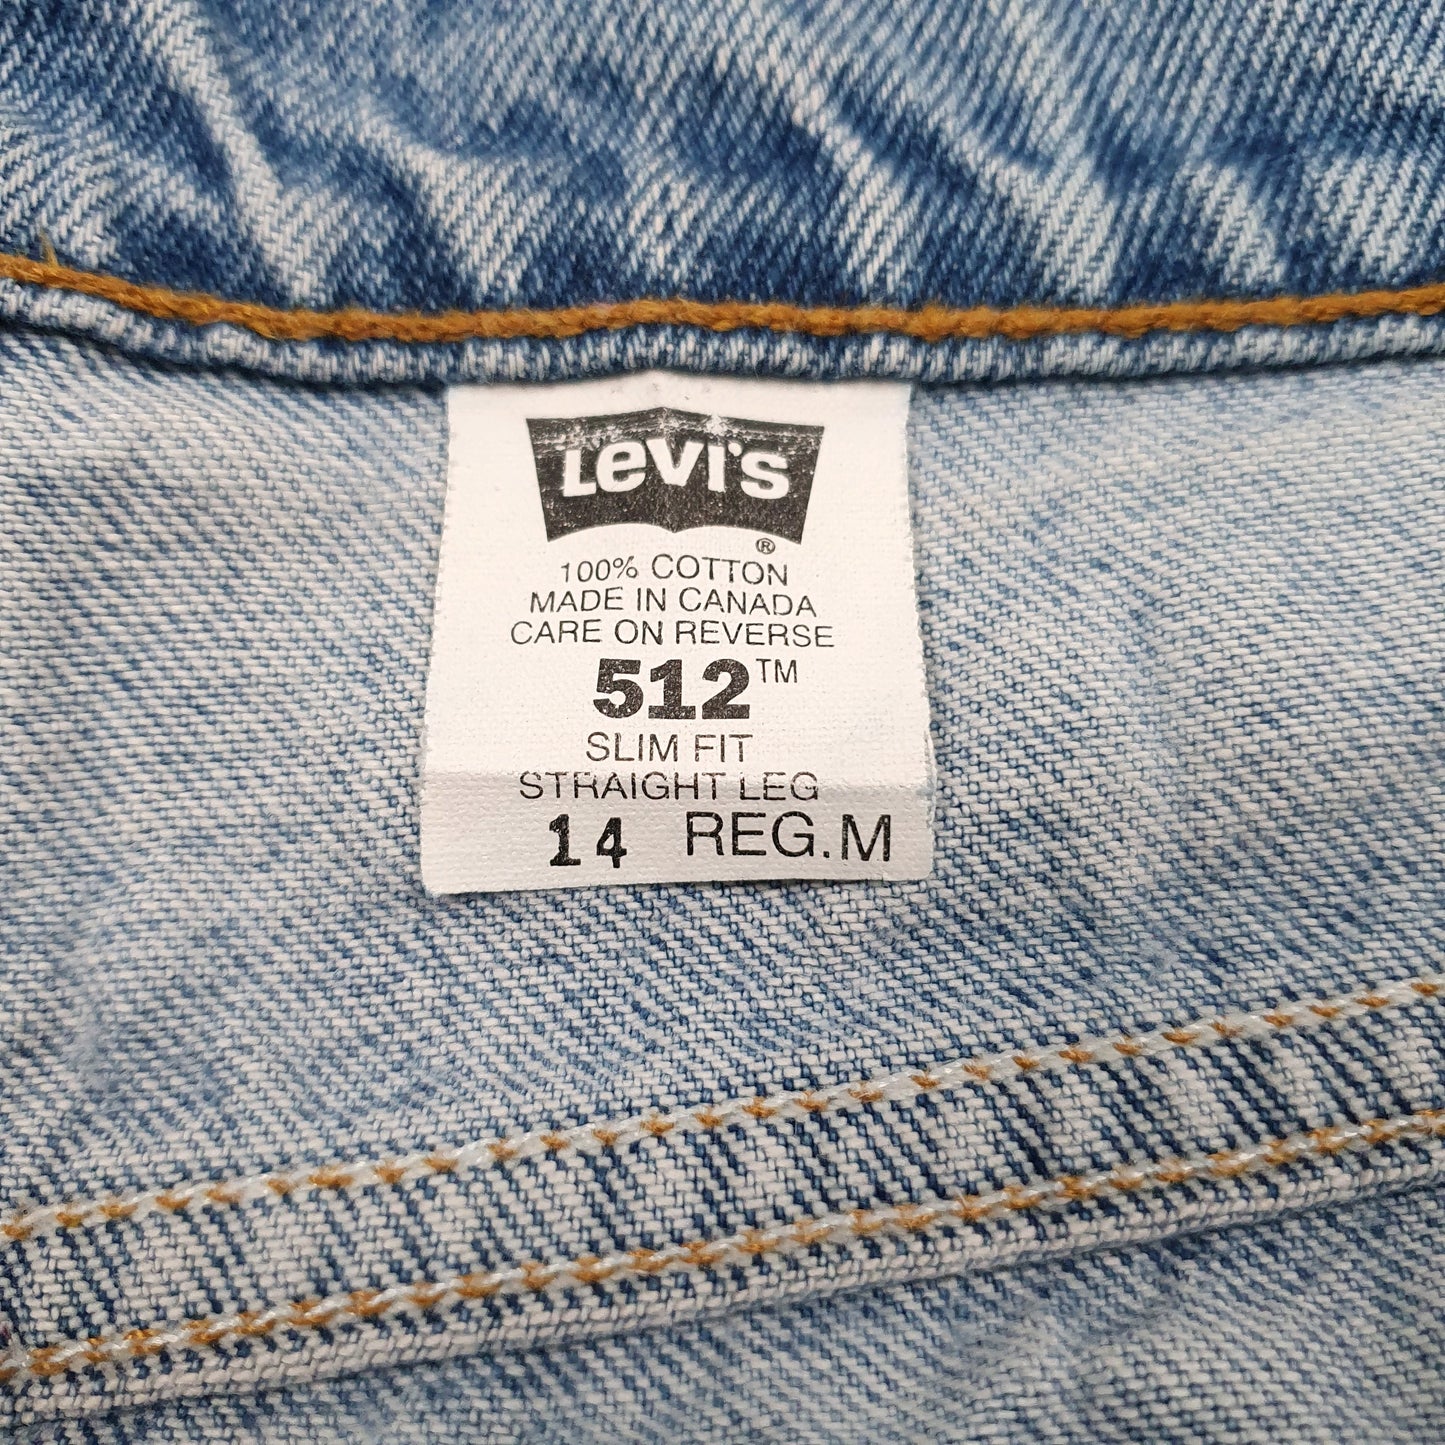 Levi's
®
100% COTTON
MADE IN CANADA
CARE ON REVERSE
512™
SLIM FIT
STRAIGHT LEG
14 REG.M